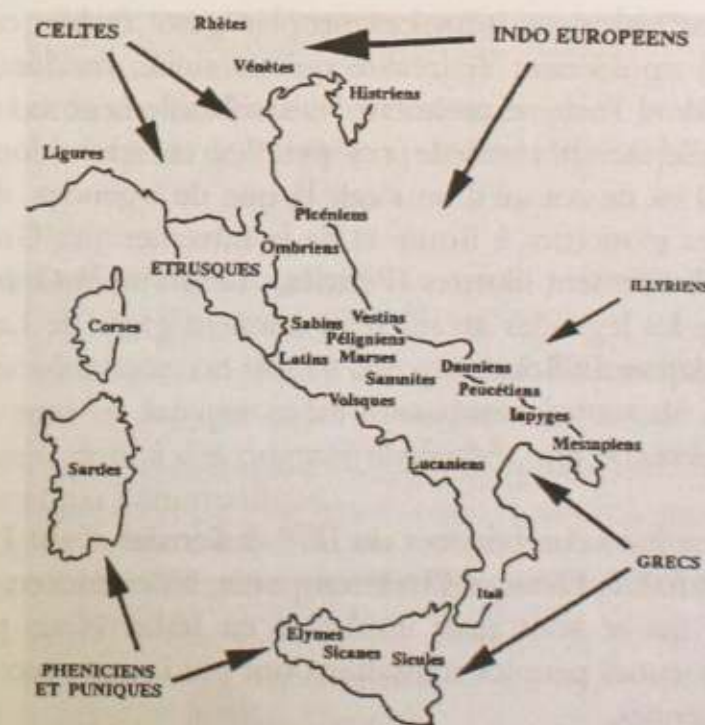 Rhêtes
CELTES
INDO EUROPEENS
Vénètes
Histriens
Ligures
Picéniens
Ombriens
ETRUSQUES
ILLYRIENS
Corses
Sabins
Vestins
Péligniens
Latins
Marses
Dauniens
Samnites
Peucétiens
Volsques
Iapyges
Messapiens
Sardes
Lucaniens
GRECS
Itali
Elymes
Sicanes
Sicules
PHENICIENS
ET PUNIQUES